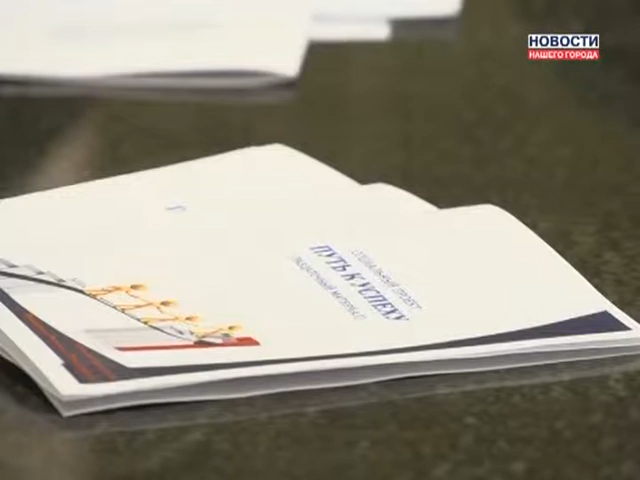 НОВОСТИ
НАШЕГО ГОРОДА
СОЦИАЛЬНЫЙ ПРОЕКТ
ПУТЬ К УСПЕХУ
(РАЗДАТОЧНЫЙ МАТЕРИАЛ)